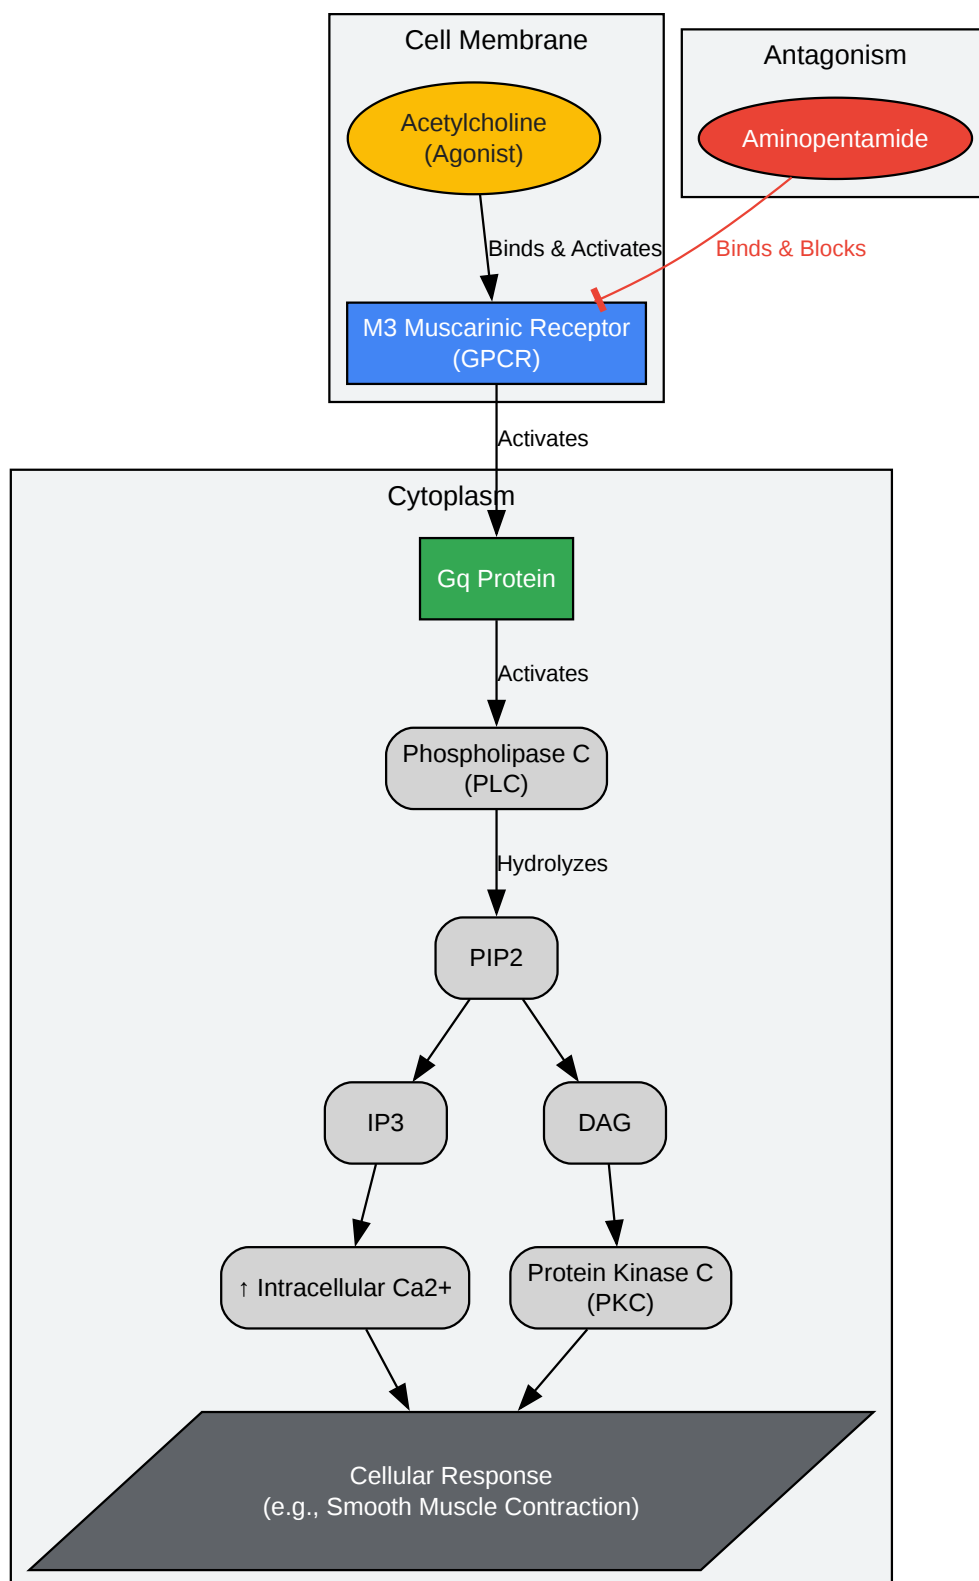 Cell Membrane
Antagonism
Acetylcholine
(Agonist)
Aminopentamide
Binds & Activates
Binds & Blocks
M3 Muscarinic Receptor
(GPCR)
Activates
Cytoplasm
Gq Protein
Activates
Phospholipase C
(PLC)
Hydrolyzes
PIP2
IP3
DAG
↑ Intracellular Ca2+
Protein Kinase C
(PKC)
Cellular Response
(e.g., Smooth Muscle Contraction)